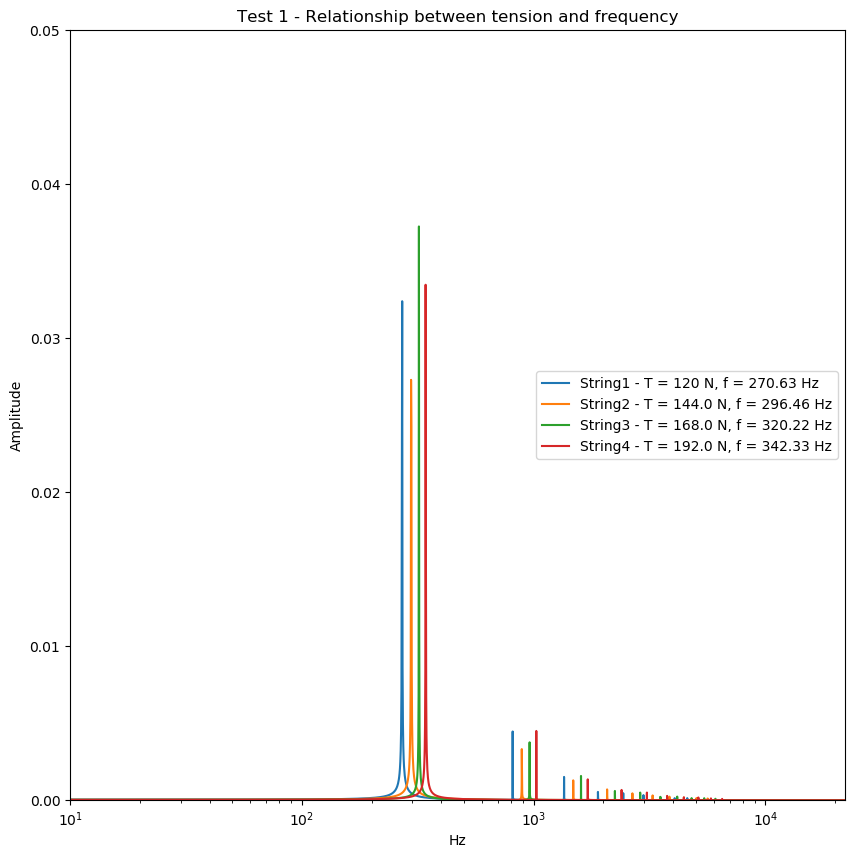 Test 1 - Relationship between tension and frequency
0.05
0.04
0.03
0.02
0.01
0.00
Amplitude
String1 - T = 120 N, f = 270.63 Hz
String2 - T = 144.0 N, f = 296.46 Hz
String3 - T = 168.0 N, f = 320.22 Hz
String4 - T = 192.0 N, f = 342.33 Hz
10¹ 10² 10³ 10⁴
Hz